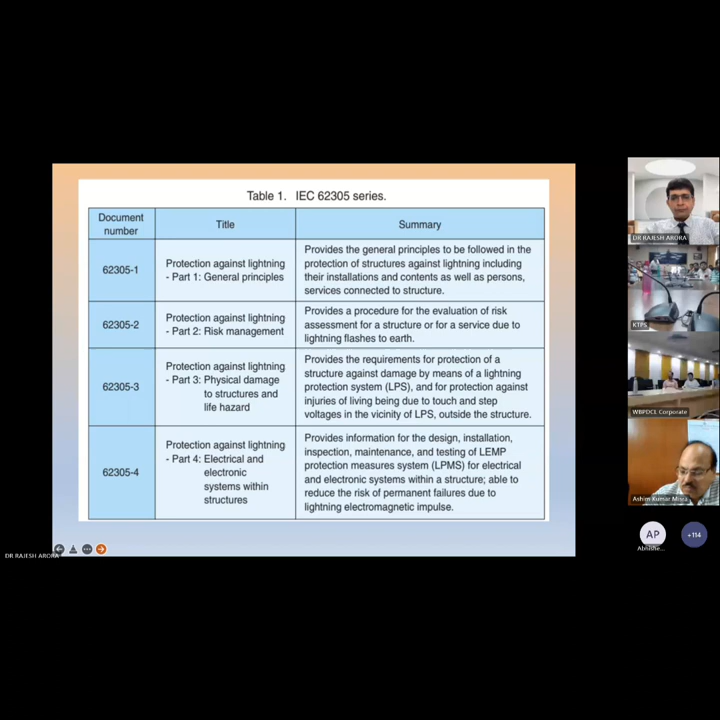 Table 1. IEC 62305 series.
Document number
Title
Summary
62305-1
Protection against lightning
- Part 1: General principles
Provides the general principles to be followed in the
protection of structures against lightning including
their installations and contents as well as persons,
services connected to structure.
62305-2
Protection against lightning
- Part 2: Risk management
Provides a procedure for the evaluation of risk
assessment for a structure or for a service due to
lightning flashes to earth.
62305-3
Protection against lightning
- Part 3: Physical damage
to structures and
life hazard
Provides the requirements for protection of a
structure against damage by means of a lightning
protection system (LPS), and for protection against
injuries of living being due to touch and step
voltages in the vicinity of LPS, outside the structure.
62305-4
Protection against lightning
- Part 4: Electrical and
electronic
systems within
structures
Provides information for the design, installation,
inspection, maintenance, and testing of LEMP
protection measures system (LPMS) for electrical
and electronic systems within a structure; able to
reduce the risk of permanent failures due to
lightning electromagnetic impulse.
DR RAJESH ARORA
DR RAJESH ARORA
KTPS
WBPDCL Corporate
Ashim Kumar Misra
AP
Abhishe...
+114